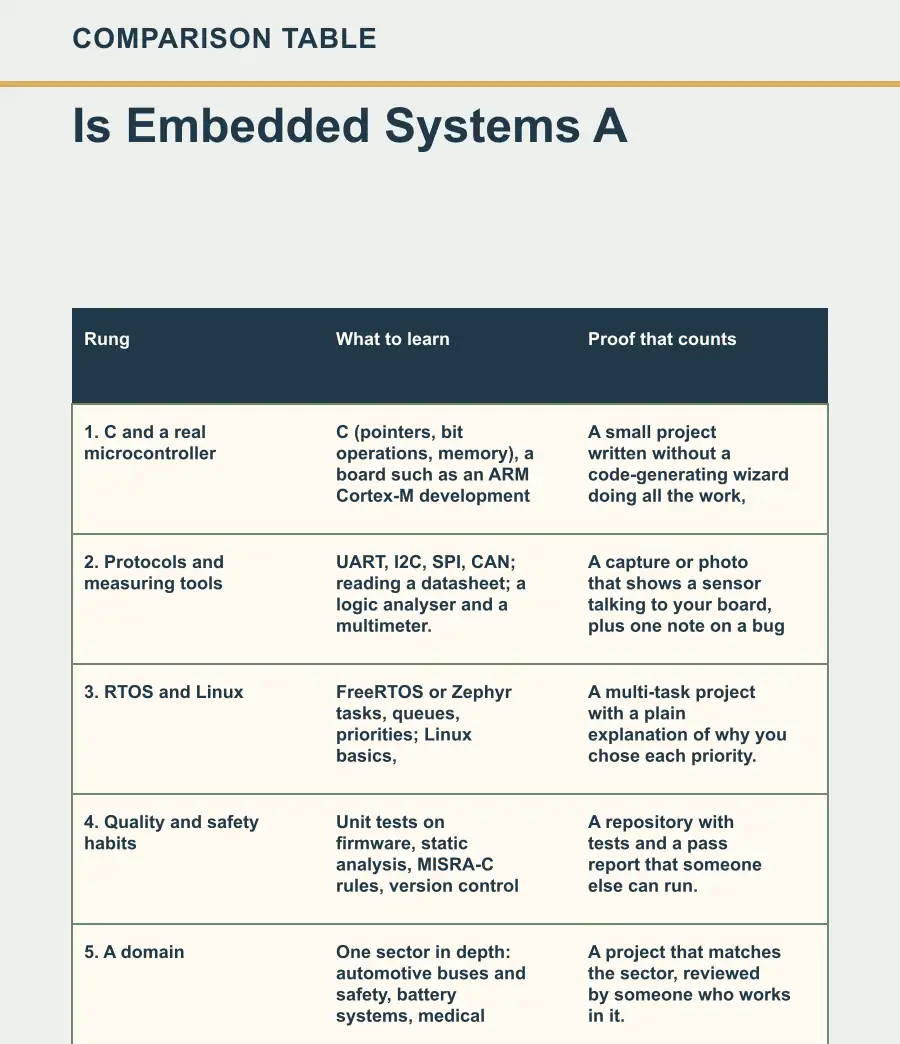 COMPARISON TABLE
Is Embedded Systems A
Rung
What to learn
Proof that counts
1. C and a real
microcontroller
C (pointers, bit
operations, memory), a
board such as an ARM
Cortex-M development
A small project
written without a
code-generating wizard
doing all the work,
2. Protocols and
measuring tools
UART, I2C, SPI, CAN;
reading a datasheet; a
logic analyser and a
multimeter.
A capture or photo
that shows a sensor
talking to your board,
plus one note on a bug
3. RTOS and Linux
FreeRTOS or Zephyr
tasks, queues,
priorities; Linux
basics,
A multi-task project
with a plain
explanation of why you
chose each priority.
4. Quality and safety
habits
Unit tests on
firmware, static
analysis, MISRA-C
rules, version control
A repository with
tests and a pass
report that someone
else can run.
5. A domain
One sector in depth:
automotive buses and
safety, battery
systems, medical
A project that matches
the sector, reviewed
by someone who works
in it.